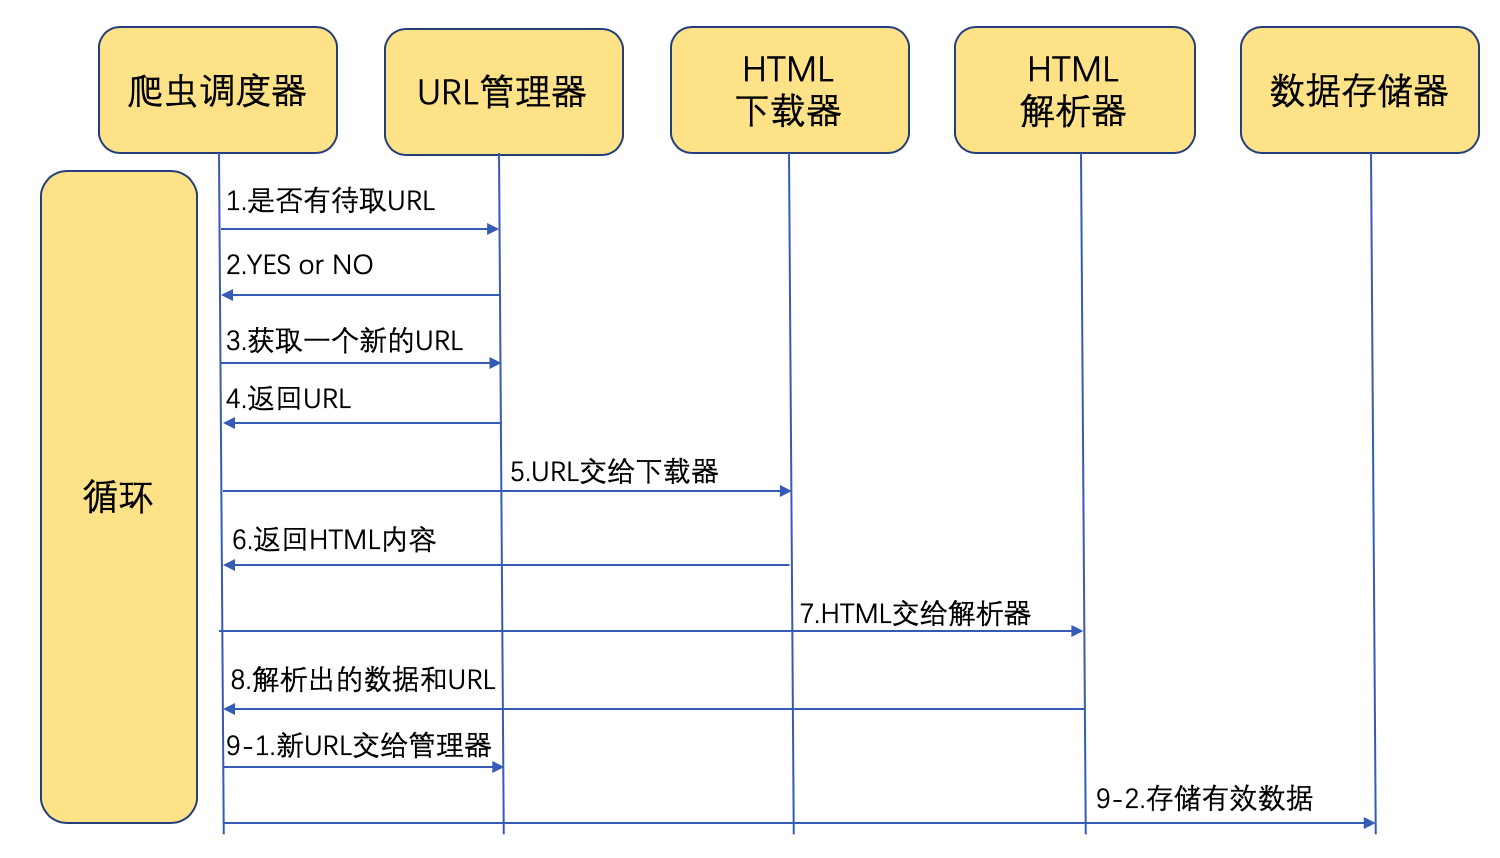 爬虫调度器
URL管理器
HTML
下载器
HTML
解析器
数据存储器
1.是否有待取URL
2.YES or NO
3.获取一个新的URL
4.返回URL
5.URL交给下载器
循环
6.返回HTML内容
7.HTML交给解析器
8.解析出的数据和URL
9-1.新URL交给管理器
9-2.存储有效数据